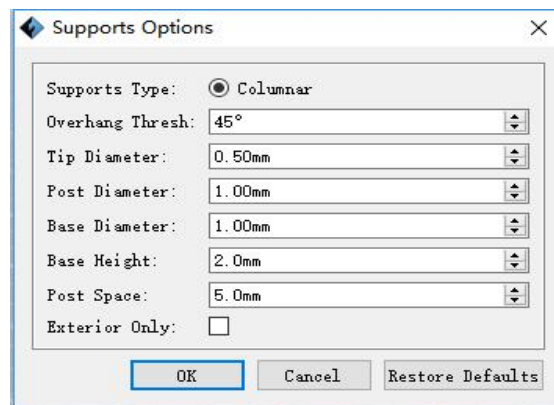 Supports Options
Supports Type: Columnar
Overhang Thresh: 45°
Tip Diameter: 0.50mm
Post Diameter: 1.00mm
Base Diameter: 1.00mm
Base Height: 2.0mm
Post Space: 5.0mm
Exterior Only:
OK Cancel Restore Defaults